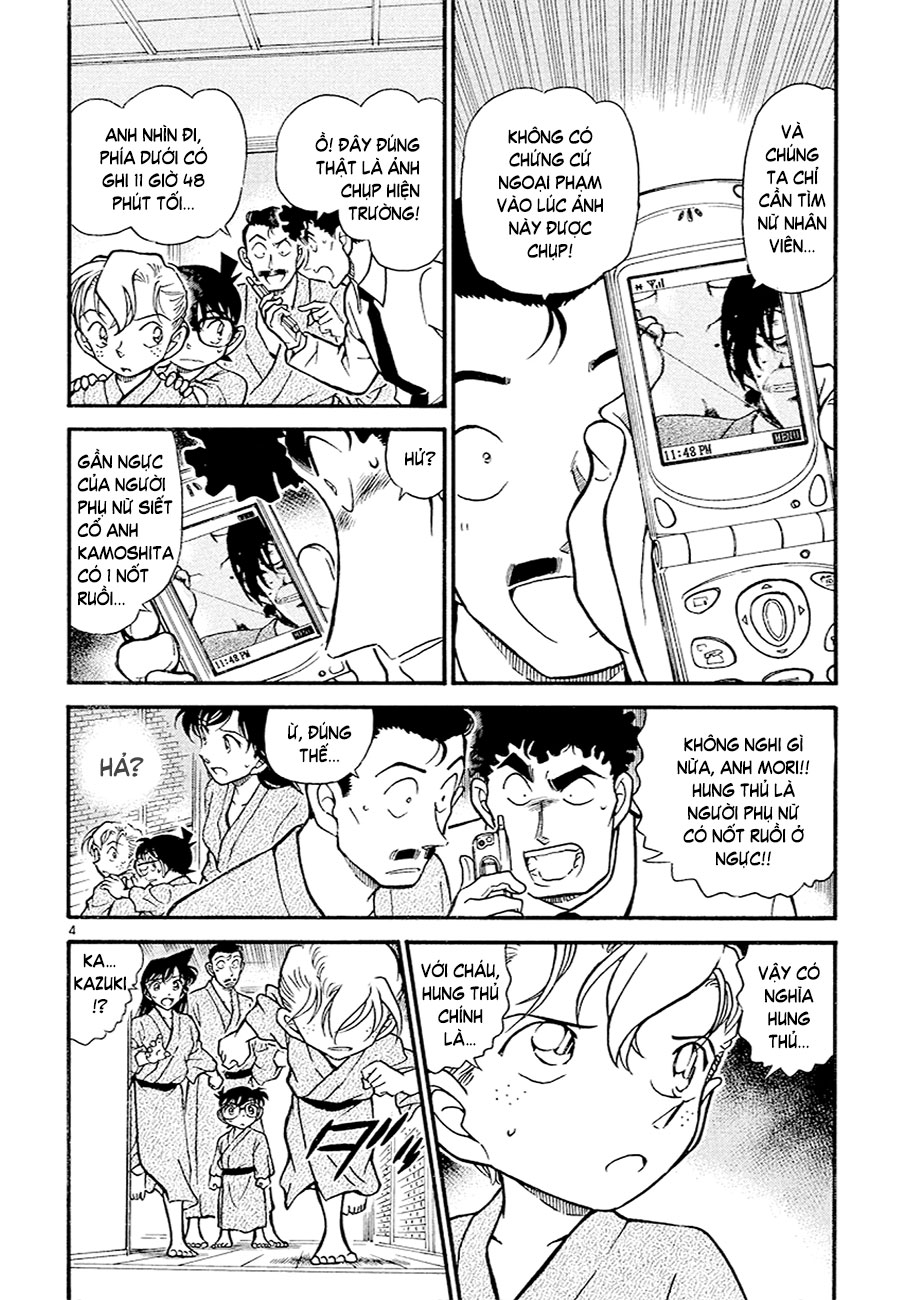 VÀ
CHÚNG
TA CHỈ
CẦN TÌM
NỮ NHÂN
VIÊN...
KHÔNG CÓ
CHỨNG CỨ
NGOẠI PHẠM
VÀO LÚC ẢNH
NÀY ĐƯỢC
CHỤP!
MENU
11:48 PM
Ồ! ĐÂY ĐÚNG
THẬT LÀ ẢNH
CHỤP HIỆN
TRƯỜNG!
ANH NHÌN ĐI,
PHÍA DƯỚI CÓ
GHI 11 GIỜ 48
PHÚT TỐI...
HỬ?
GẦN NGỰC
CỦA NGƯỜI
PHỤ NỮ SIẾT
CỔ ANH
KAMOSHITA
CÓ 1 NỐT
RUỒI...
11:48 PM
MENU
KHÔNG NGHI GÌ
NỮA, ANH MORI!!
HUNG THỦ LÀ
NGƯỜI PHỤ NỮ
CÓ NỐT RUỒI Ở
NGỰC!!
Ừ, ĐÚNG
THẾ...
HẢ?
4
VẬY CÓ
NGHĨA
HUNG
THỦ...
VỚI CHÁU,
HUNG THỦ
CHÍNH
LÀ...
KA...
KAZUKI
!?
ダッ